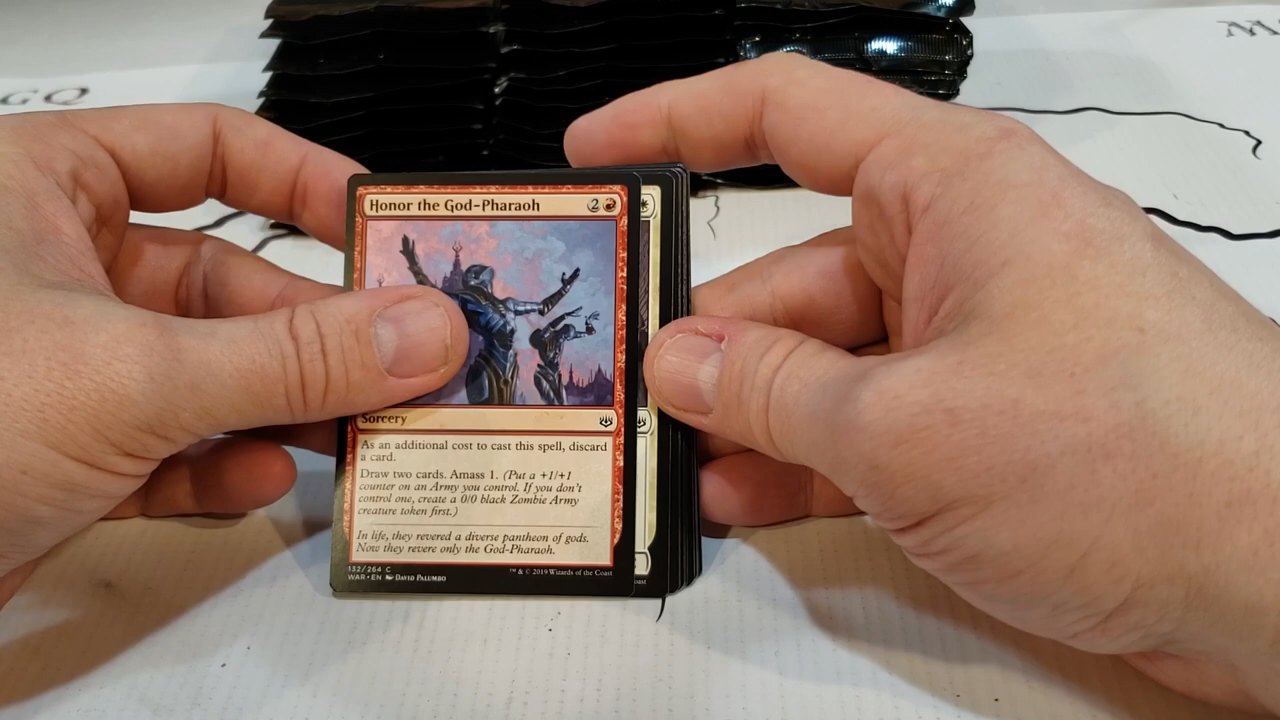 GQ
Honor the God-Pharaoh 2
Sorcery
As an additional cost to cast this spell, discard
a card.
Draw two cards. Amass 1. (Put a +1/+1
counter on an Army you control. If you don't
control one, create a 0/0 black Zombie Army
creature token first.)
In life, they revered a diverse pantheon of gods.
Now they revere only the God-Pharaoh.
132/264 C
WAR • EN DAVID PALUMBO
™ & © 2019 Wizards of the Coast
oast